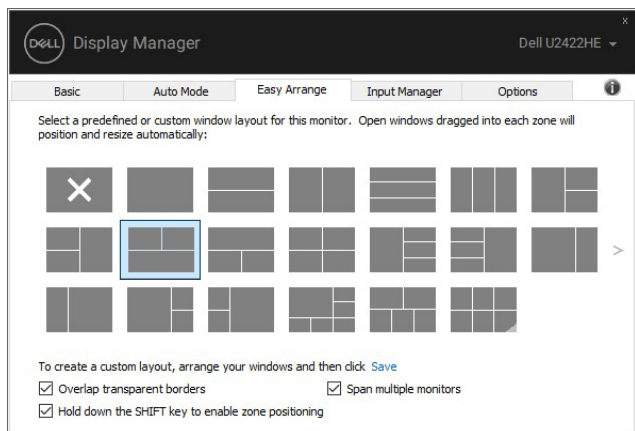 x
DELL Display Manager Dell U2422HE
Basic Auto Mode Easy Arrange Input Manager Options
Select a predefined or custom window layout for this monitor. Open windows dragged into each zone will
position and resize automatically:
>
To create a custom layout, arrange your windows and then click Save
Overlap transparent borders Span multiple monitors
Hold down the SHIFT key to enable zone positioning